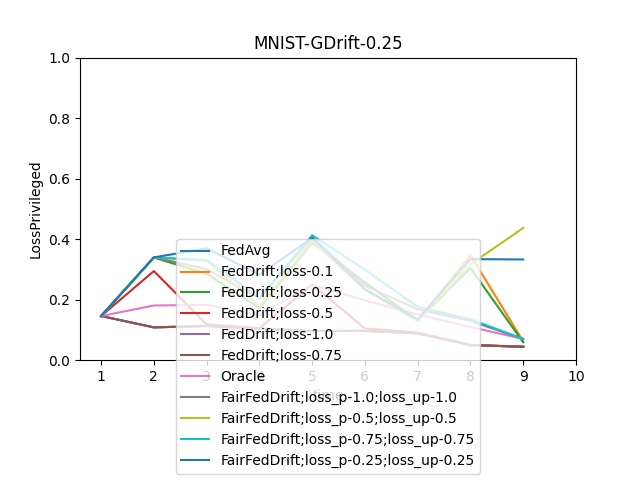 MNIST-GDrift-0.25
LossPrivileged
1.0
0.8
0.6
0.4
0.2
0.0
1 2 3 4 5 6 7 8 9 10
time
FedAvg
FedDrift;loss-0.1
FedDrift;loss-0.25
FedDrift;loss-0.5
FedDrift;loss-1.0
FedDrift;loss-0.75
Oracle
FairFedDrift;loss_p-1.0;loss_up-1.0
FairFedDrift;loss_p-0.5;loss_up-0.5
FairFedDrift;loss_p-0.75;loss_up-0.75
FairFedDrift;loss_p-0.25;loss_up-0.25